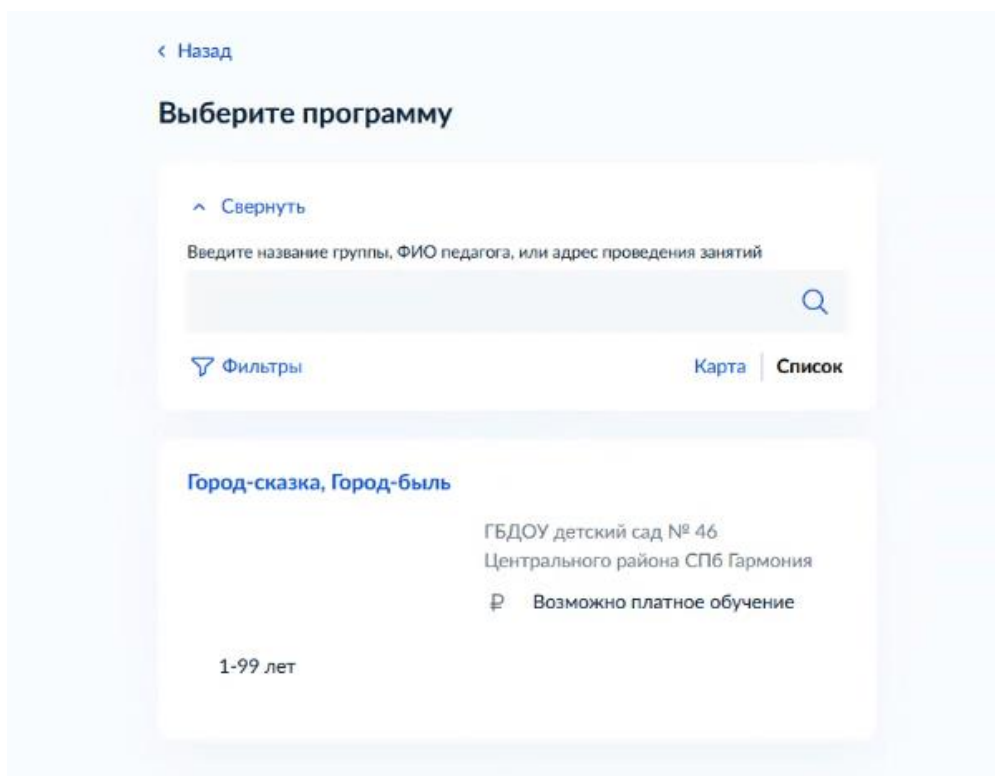 Назад
Выберите программу
Свернуть
Введите название группы, ФИО педагога, или адрес проведения занятий
Фильтры
Карта | Список
Город-сказка, Город-быль
ГБДОУ детский сад № 46
Центрального района СПб Гармония
₽ Возможно платное обучение
1-99 лет